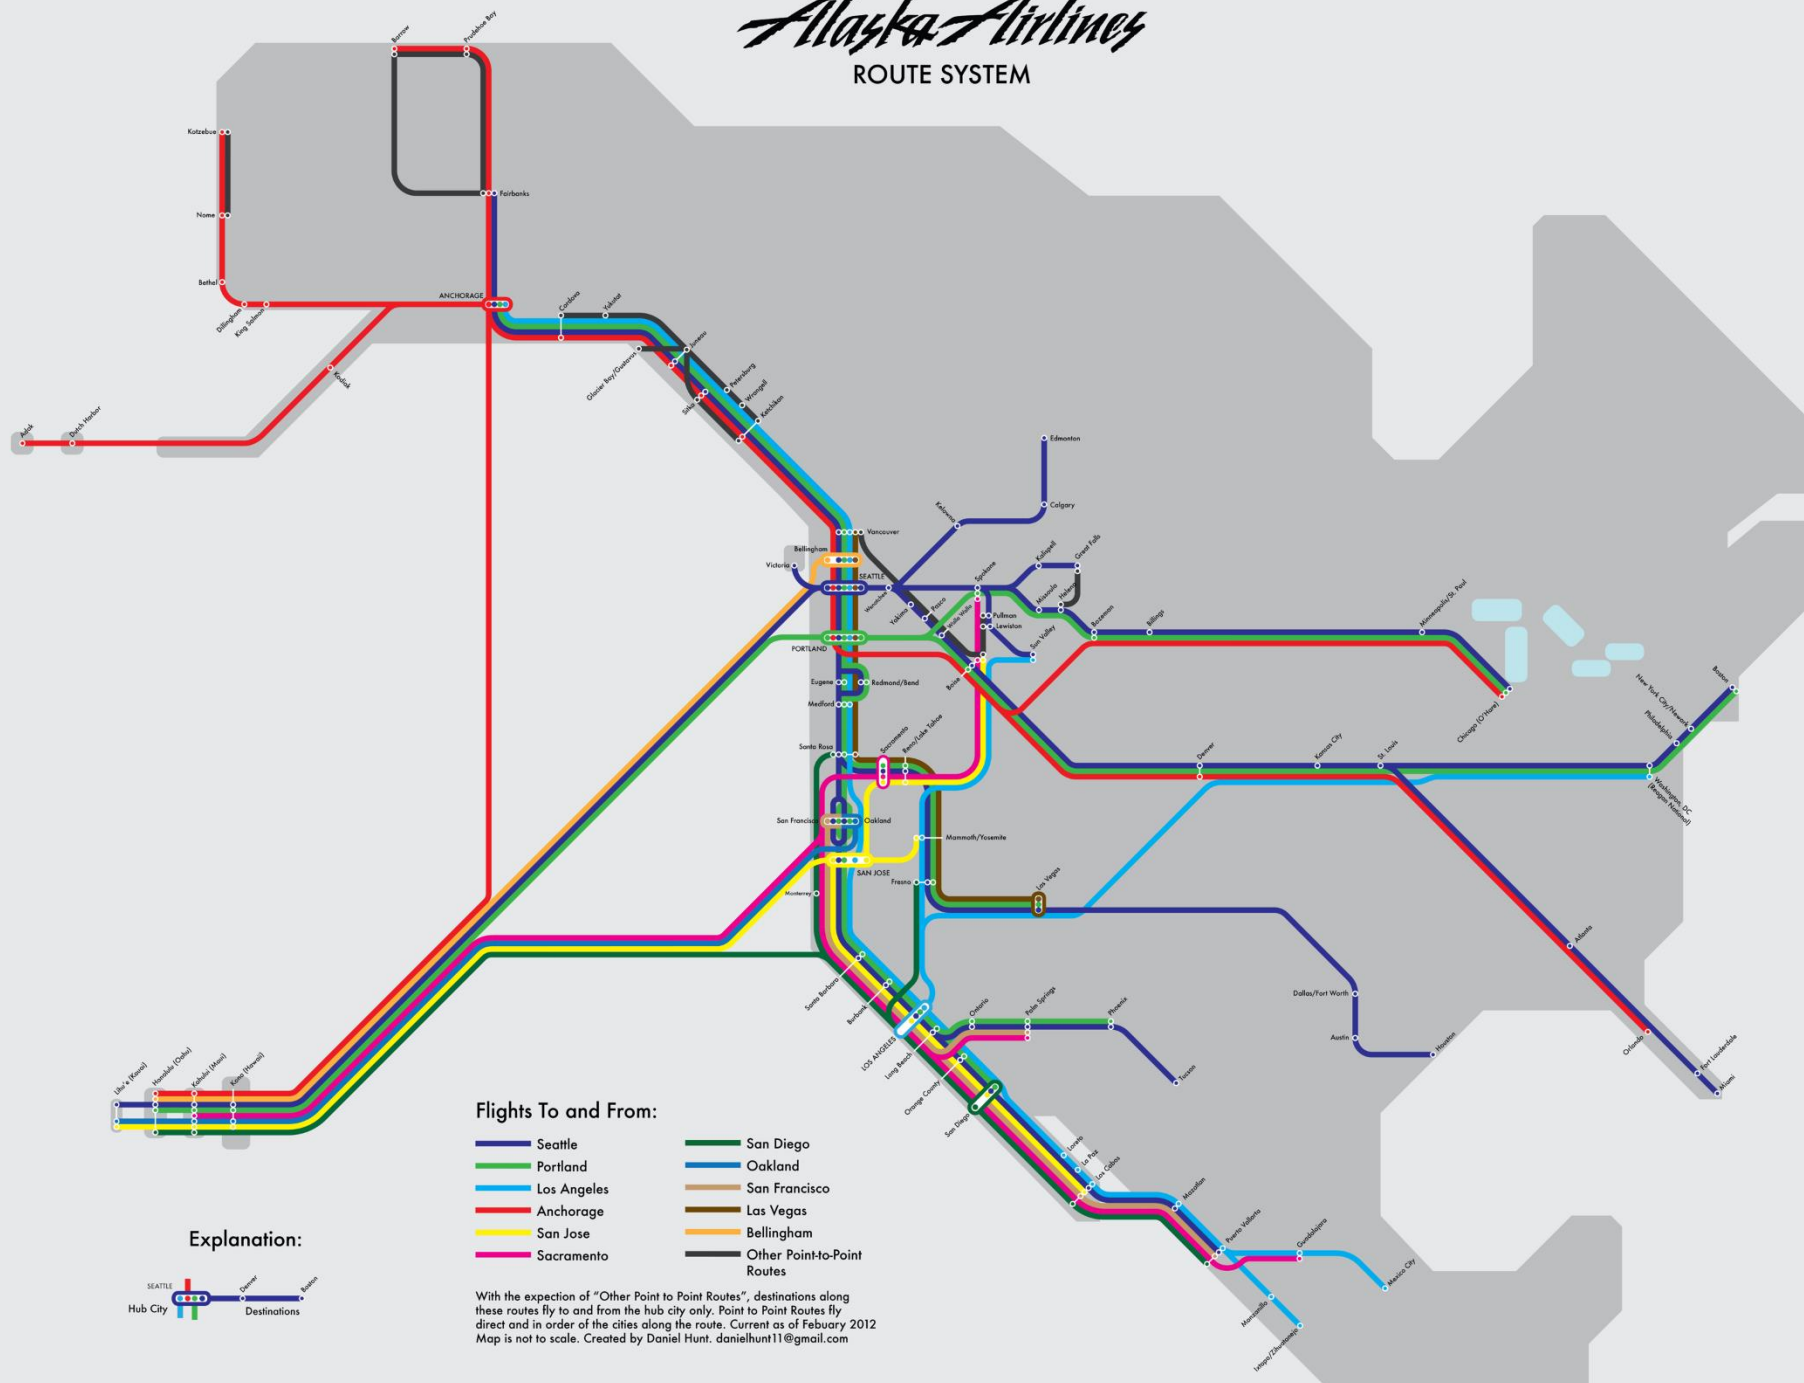 Alaska Airlines
ROUTE SYSTEM
Barrow
Prudehoe Bay
Kotzebue
Nome
Bethel
Dillingham
King Salmon
Fairbanks
ANCHORAGE
Cordova
Yukatat
Kodiak
Adak
Dutch Harbor
Glacier Bay/Gustavus
Juneau
Sitka
Petersburg
Wrangell
Ketchikan
Edmonton
Calgary
Kelowna
Vancouver
Bellingham
Victoria
SEATTLE
Wenatchee
Yakima
Pasco
Walla Walla
Spokane
Kalispell
Great Falls
Missoula
Helena
Pullman
Lewiston
Sun Valley
Bozeman
Billings
Minneapolis/St. Paul
Chicago (O'Hare)
PORTLAND
Boise
Eugene
Redmond/Bend
Medford
Santa Rosa
Sacramento
Reno/Lake Tahoe
San Francisco
Oakland
SAN JOSE
Mammoth/Yosemite
Monterey
Fresno
Las Vegas
Denver
Kansas City
St. Louis
Boston
New York City/Newark
Philadelphia
Washington, DC
(Reagan National)
Atlanta
Orlando
Fort Lauderdale
Miami
Dallas/Fort Worth
Austin
Houston
Santa Barbara
Burbank
LOS ANGELES
Long Beach
Ontario
Palm Springs
Phoenix
Tucson
Orange County
San Diego
Loreto
La Paz
Los Cabos
Mazatlan
Puerto Vallarta
Guadalajara
Mexico City
Manzanillo
Ixtapa/Zihuatanejo
Lihu'e (Kauai)
Honolulu (Oahu)
Kahului (Maui)
Kona (Hawaii)
Flights To and From:
Seattle
Portland
Los Angeles
Anchorage
San Jose
Sacramento
San Diego
Oakland
San Francisco
Las Vegas
Bellingham
Other Point-to-Point
Routes
With the expection of "Other Point to Point Routes", destinations along
these routes fly to and from the hub city only. Point to Point Routes fly
direct and in order of the cities along the route. Current as of Febuary 2012
Map is not to scale. Created by Daniel Hunt. danielhunt11@gmail.com
Explanation:
SEATTLE
Denver
Boston
Hub City
Destinations